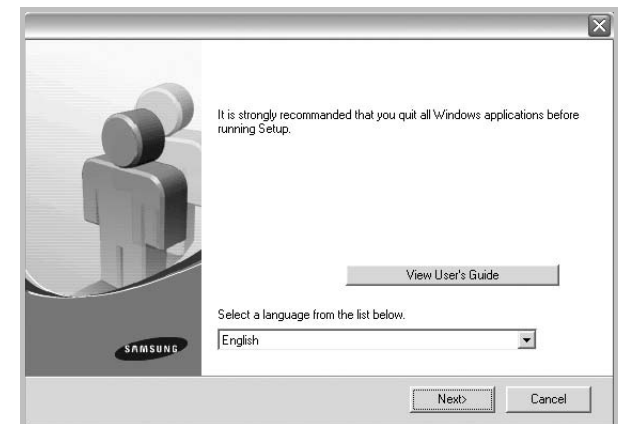 It is strongly recommanded that you quit all Windows applications before
running Setup.
View User's Guide
Select a language from the list below.
English
SAMSUNG
Next>
Cancel